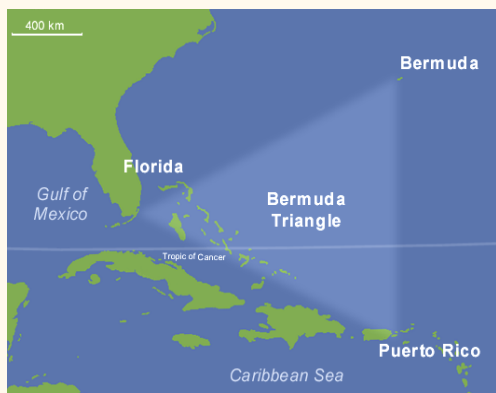 400 km
Bermuda
Florida
Gulf of
Mexico
Bermuda
Triangle
Tropic of Cancer
Puerto Rico
Caribbean Sea